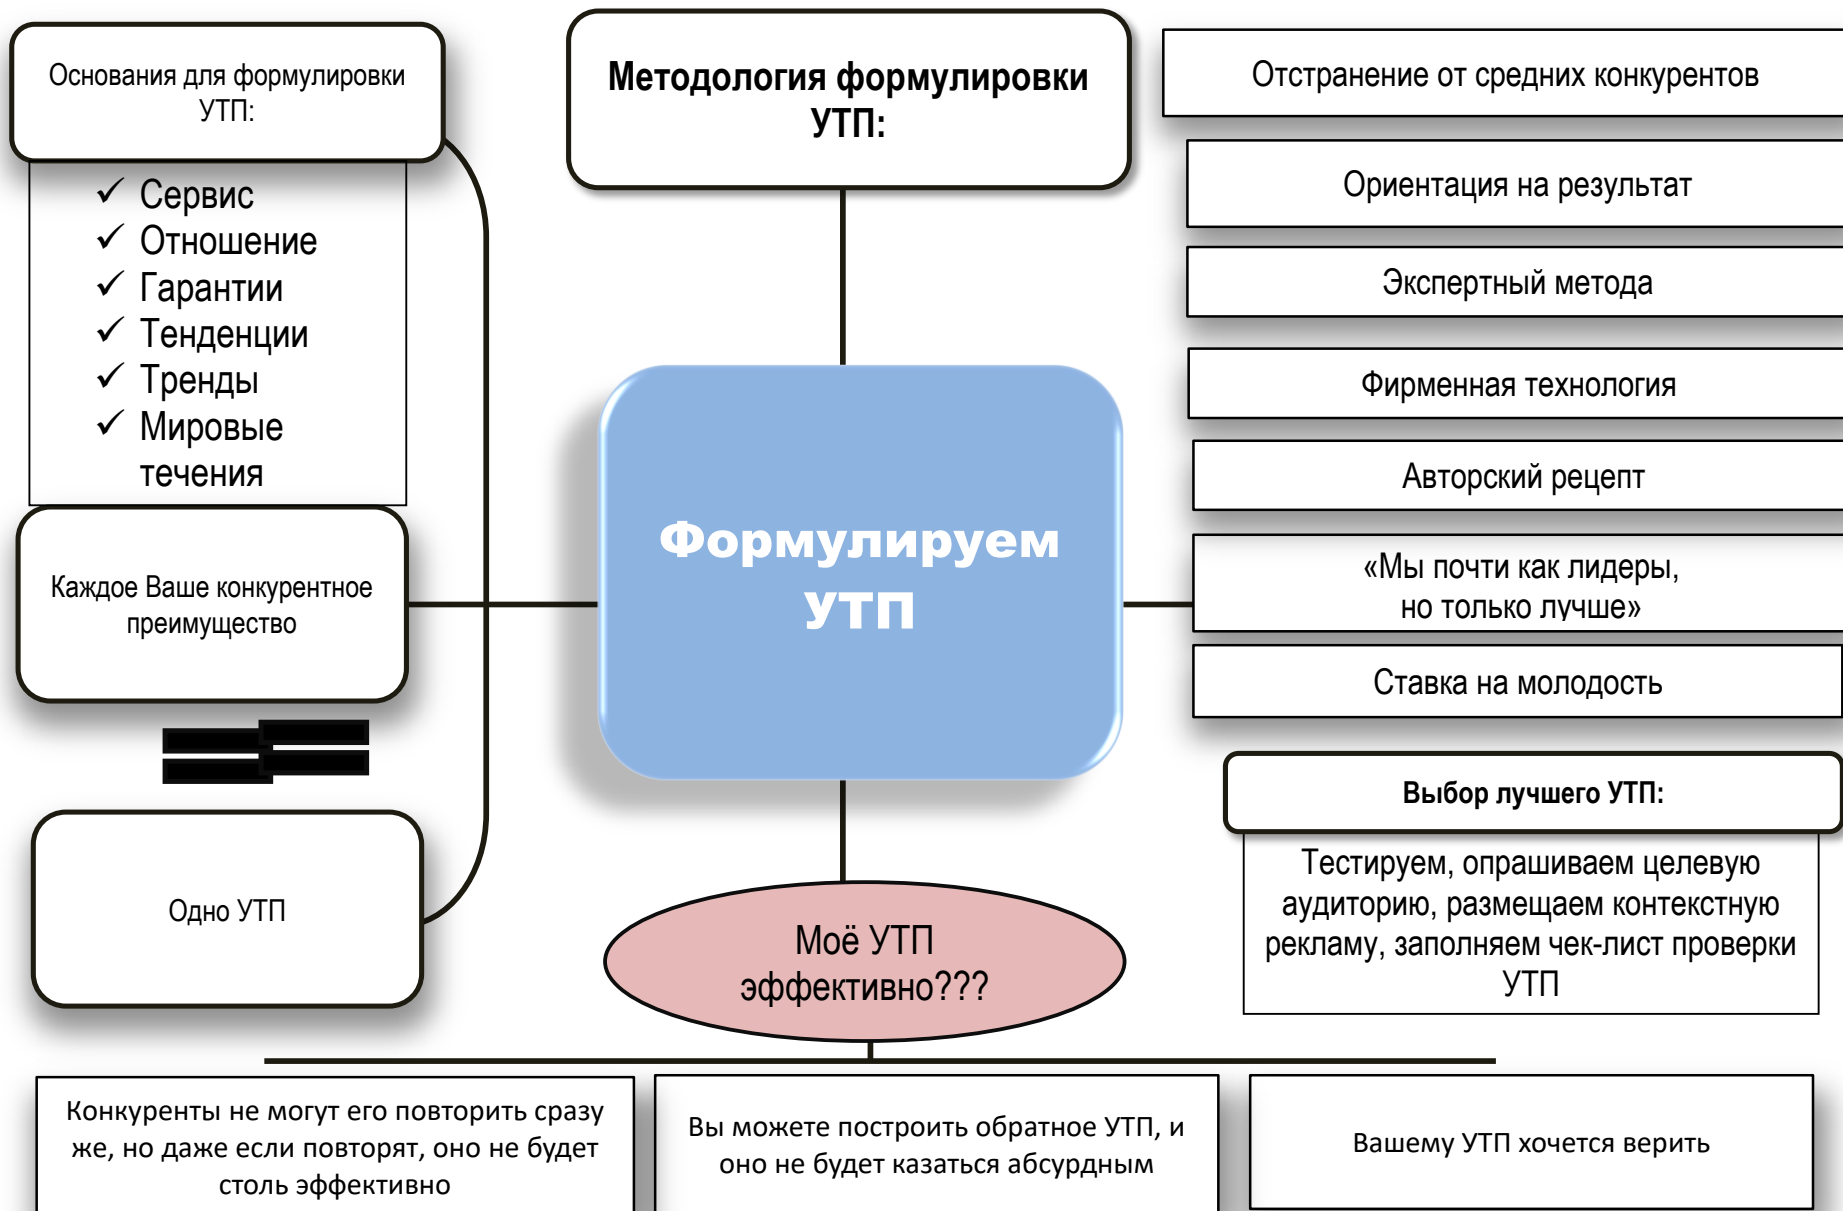 Основания для формулировки
УТП:
Сервис
Отношение
Гарантии
Тенденции
Тренды
Мировые
течения
Каждое Ваше конкурентное
преимущество
Одно УТП
Методология формулировки
УТП:
Формулируем
УТП
Моё УТП
эффективно???
Отстранение от средних конкурентов
Ориентация на результат
Экспертный метода
Фирменная технология
Авторский рецепт
«Мы почти как лидеры,
но только лучше»
Ставка на молодость
Выбор лучшего УТП:
Тестируем, опрашиваем целевую
аудиторию, размещаем контекстную
рекламу, заполняем чек-лист проверки
УТП
Конкуренты не могут его повторить сразу
же, но даже если повторят, оно не будет
столь эффективно
Вы можете построить обратное УТП, и
оно не будет казаться абсурдным
Вашему УТП хочется верить